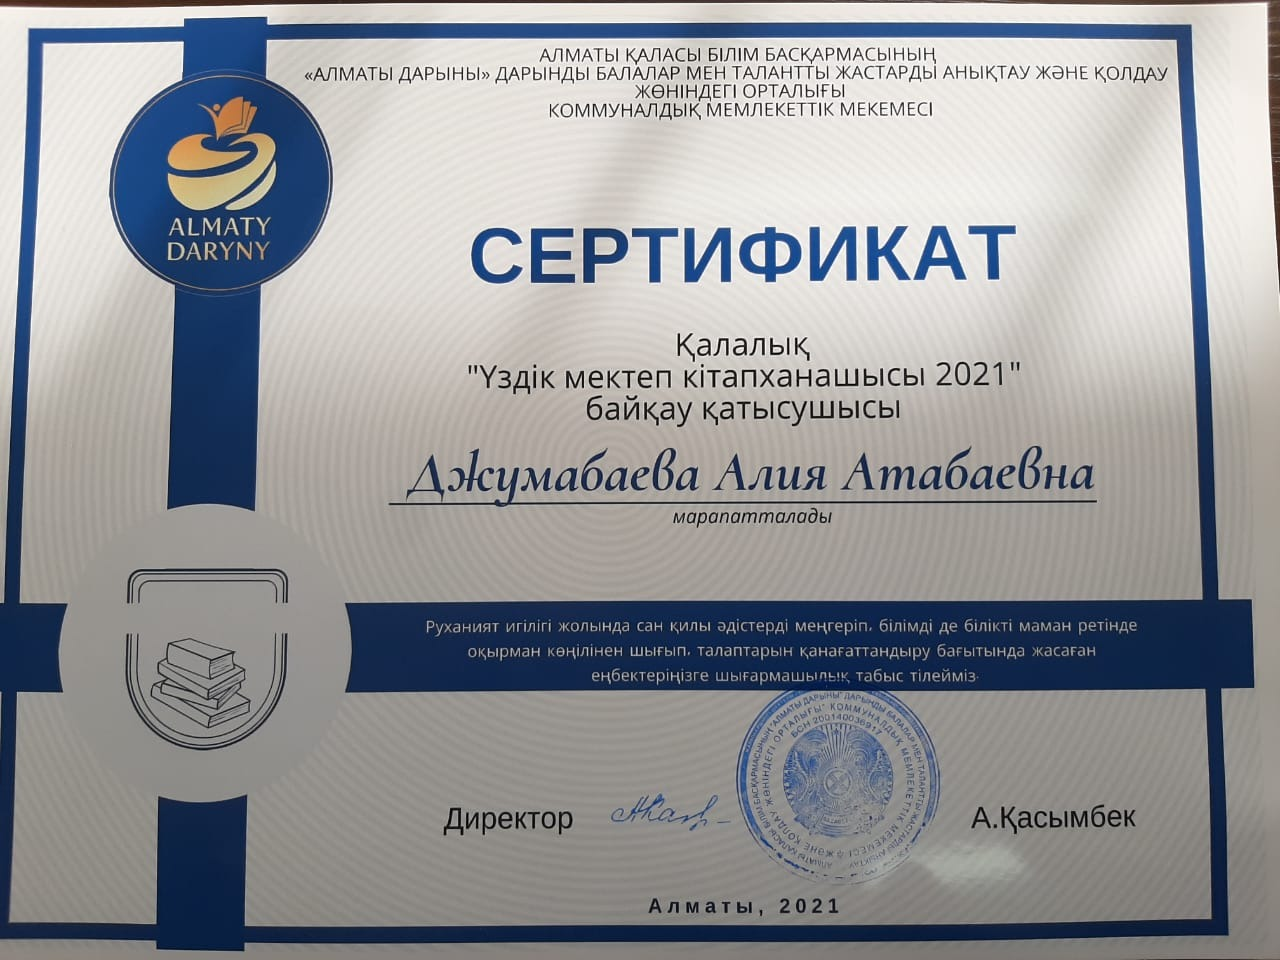 АЛМАТЫ ҚАЛАСЫ БІЛІМ БАСҚАРМАСЫНЫҢ
«АЛМАТЫ ДАРЫНЫ» ДАРЫНДЫ БАЛАЛАР МЕН ТАЛАНТТЫ ЖАСТАРДЫ АНЫҚТАУ ЖӘНЕ ҚОЛДАУ
ЖӨНІНДЕГІ ОРТАЛЫҒЫ
КОММУНАЛДЫҚ МЕМЛЕКЕТТІК МЕКЕМЕСІ
ALMATY
DARYNY
СЕРТИФИКАТ
Қалалық
"Үздік мектеп кітапханашысы 2021"
байқау қатысушысы
Джумабаева Алия Атабаевна
марапатталады
Руханият игілігі жолында сан қилы әдістерді меңгеріп, білімді де білікті маман ретінде
оқырман көңілінен шығып, талаптарын қанағаттандыру бағытында жасаған
еңбектеріңізге шығармашылық табыс тілейміз.
Директор
А.Қасымбек
БСН 200140036917
Алматы, 2021